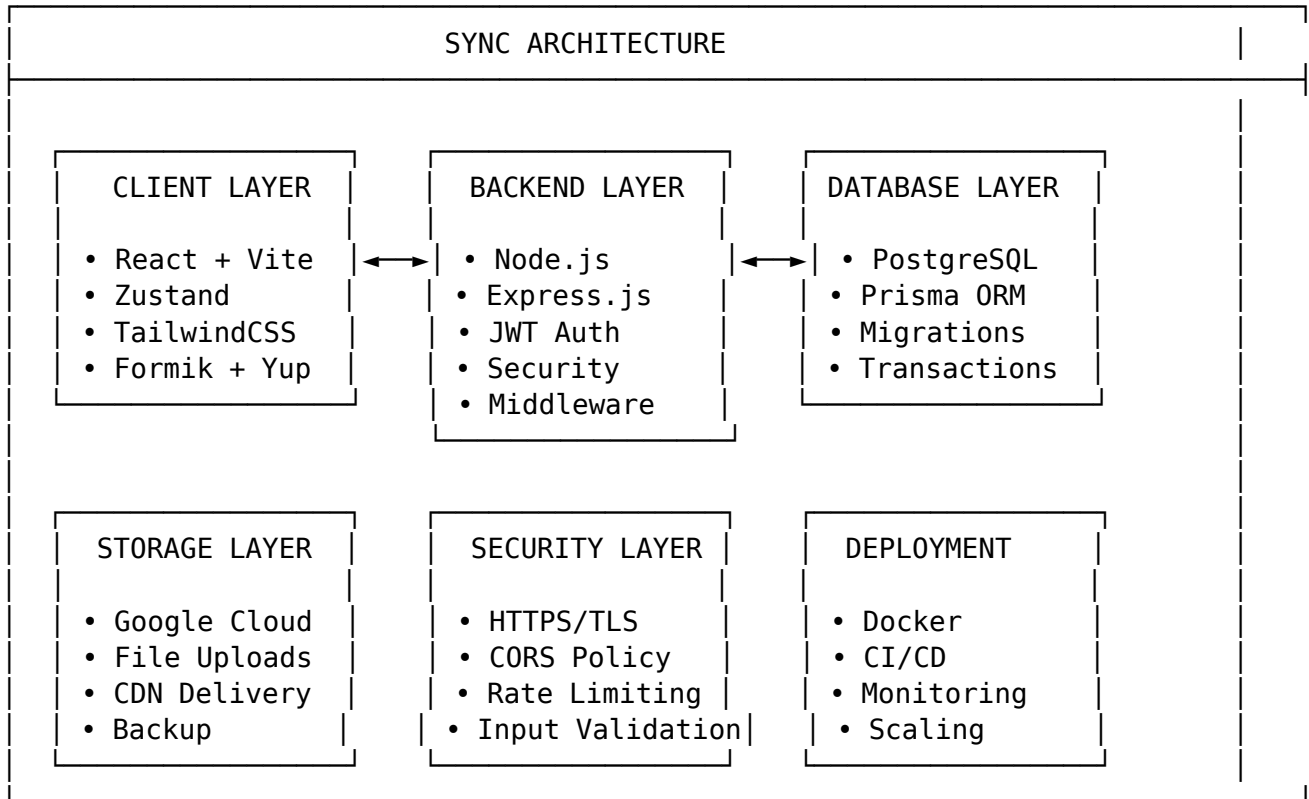 SYNC ARCHITECTURE
CLIENT LAYER
• React + Vite
• Zustand
• TailwindCSS
• Formik + Yup
BACKEND LAYER
• Node.js
• Express.js
• JWT Auth
• Security
• Middleware
DATABASE LAYER
• PostgreSQL
• Prisma ORM
• Migrations
• Transactions
STORAGE LAYER
• Google Cloud
• File Uploads
• CDN Delivery
• Backup
SECURITY LAYER
• HTTPS/TLS
• CORS Policy
• Rate Limiting
• Input Validation
DEPLOYMENT
• Docker
• CI/CD
• Monitoring
• Scaling